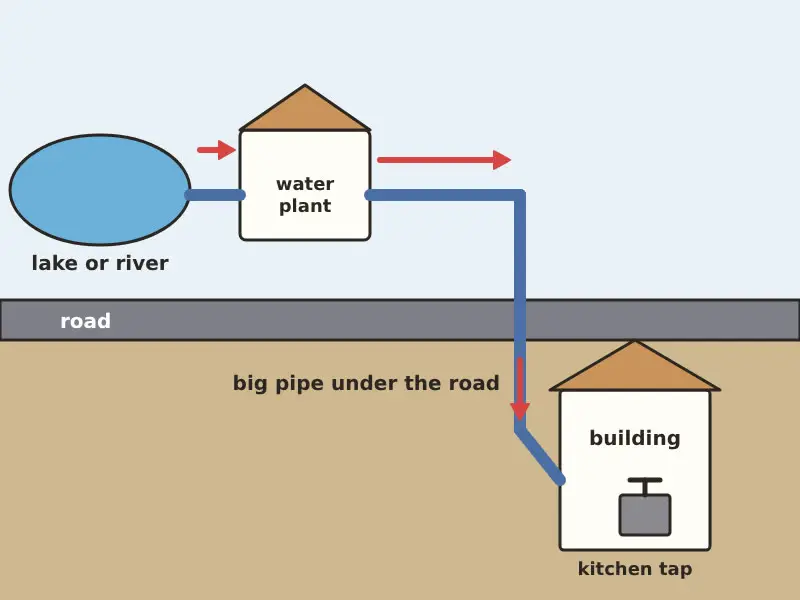 water
plant
lake or river
road
big pipe under the road
building
kitchen tap